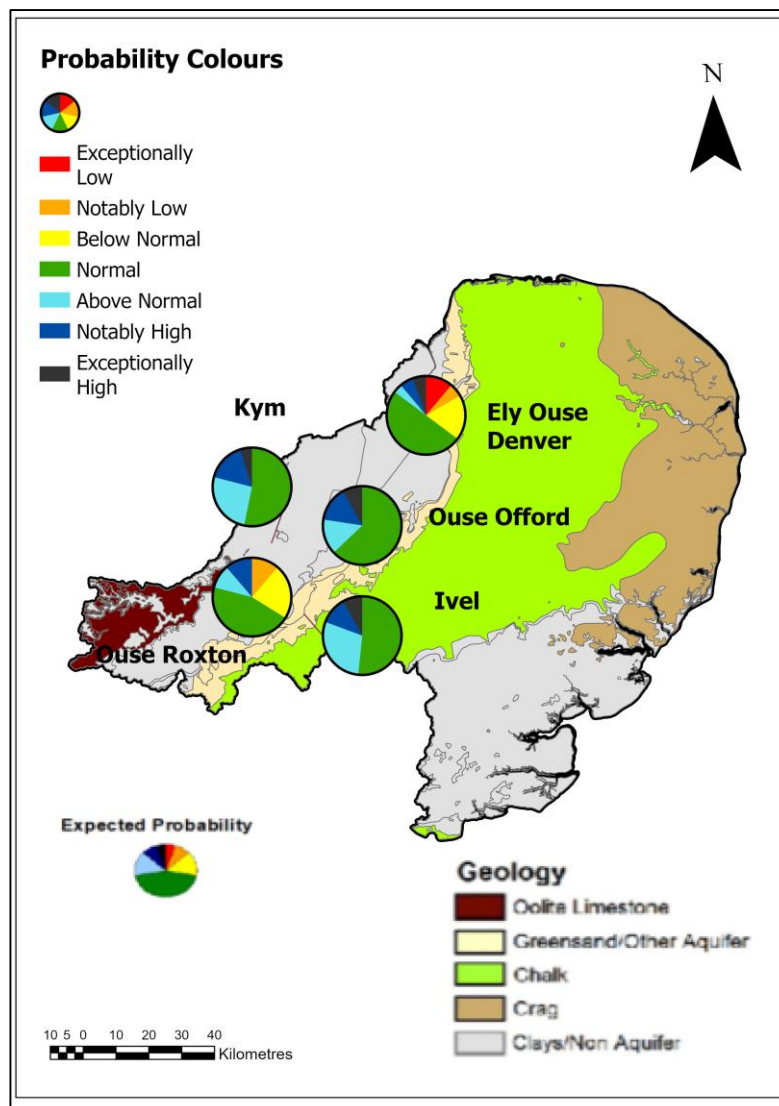 Probability Colours
N
Exceptionally
Low
Notably Low
Below Normal
Normal
Above Normal
Notably High
Exceptionally
High
Kym
Ely Ouse
Denver
Ouse Offord
Ivel
Ouse Roxton
Expected Probability
Geology
Oolite Limestone
Greensand/Other Aquifer
Chalk
Crag
Clays/Non Aquifer
10 5 0 10 20 30 40
Kilometres